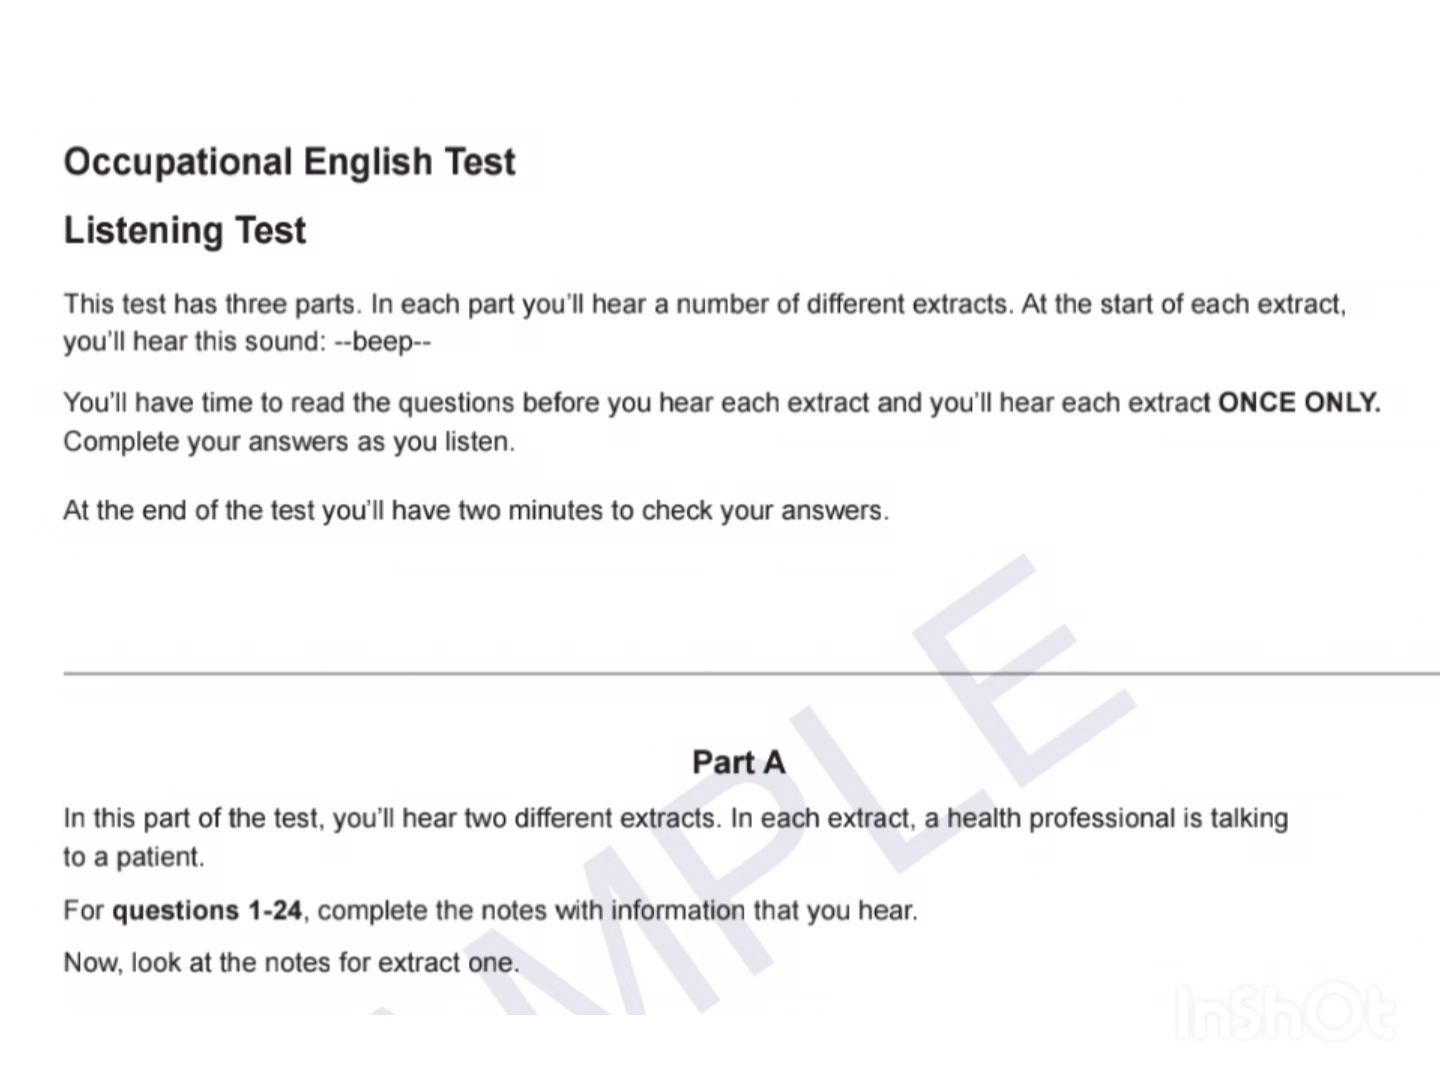 Occupational English Test
Listening Test
This test has three parts. In each part you'll hear a number of different extracts. At the start of each extract,
you'll hear this sound: --beep--
You'll have time to read the questions before you hear each extract and you'll hear each extract ONCE ONLY.
Complete your answers as you listen.
At the end of the test you'll have two minutes to check your answers.
Part A
In this part of the test, you'll hear two different extracts. In each extract, a health professional is talking
to a patient.
For questions 1-24, complete the notes with information that you hear.
Now, look at the notes for extract one.
MPLE
InShOt